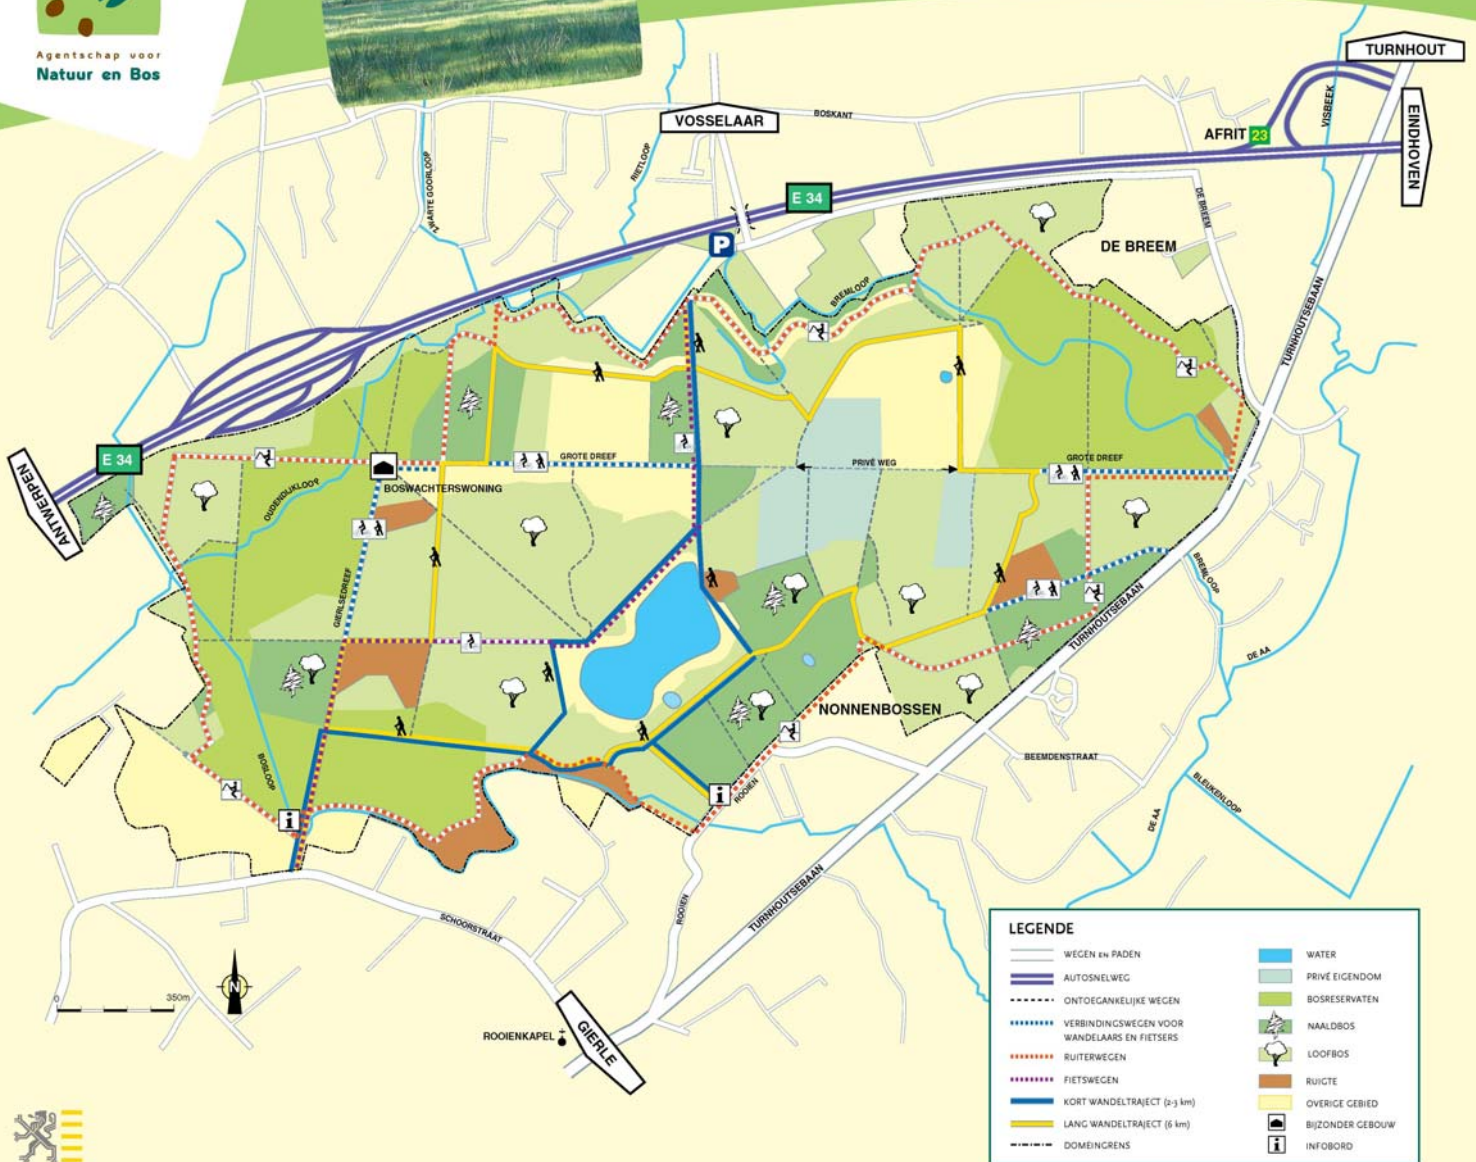 Agentschap voor
Natuur en Bos
TURNHOUT
EINDHOVEN
VISBEEK
AFRIT 23
VOSSELAAR
BOSKANT
RIETLOOP
ZWARTE GOORLOOP
E 34
P
DE BREEM
DE BREEM
BREMLOOP
TURNHOUTSEBAAN
E 34
ANTWERPEN
GROTE DREEF
PRIVÉ WEG
GROTE DREEF
BOSWACHTERSWONING
OUDENDIJKLOOP
GIERLSEDREEF
BREMLOOP
TURNHOUTSEBAAN
DE AA
NONNENBOSSEN
BEEMDENSTRAAT
BOSLOOP
i
i
ROOIEN
BLEUKENLOOP
DE AA
SCHOORSTRAAT
ROOIEN
TURNHOUTSEBAAN
N
0 350m
ROOIENKAPEL
GIERLE
LEGENDE
WEGEN EN PADEN
AUTOSNELWEG
ONTOEGANKELIJKE WEGEN
VERBINDINGSWEGEN VOOR
WANDELAARS EN FIETSERS
RUITERWEGEN
FIETSWEGEN
KORT WANDELTRAJECT (2-3 km)
LANG WANDELTRAJECT (6 km)
DOMEINGRENS
WATER
PRIVÉ EIGENDOM
BOSRESERVATEN
NAALDBOS
LOOFBOS
RUIGTE
OVERIGE GEBIED
BIJZONDER GEBOUW
i INFOBORD